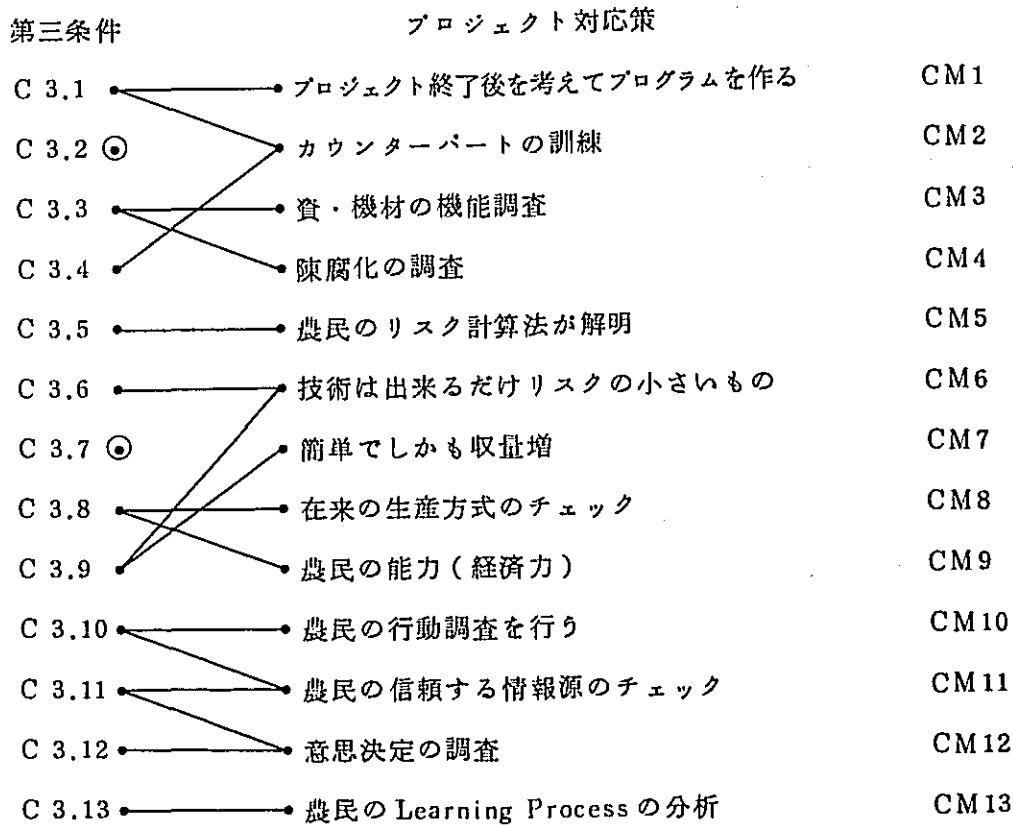 第三条件 プロジェクト対応策
C 3.1 プロジェクト終了後を考えてプログラムを作る CM1
C 3.2 カウンターパートの訓練 CM2
C 3.3 資・機材の機能調査 CM3
C 3.4 陳腐化の調査 CM4
C 3.5 農民のリスク計算法が解明 CM5
C 3.6 技術は出来るだけリスクの小さいもの CM6
C 3.7 簡単でしかも収量増 CM7
C 3.8 在来の生産方式のチェック CM8
C 3.9 農民の能力(経済力) CM9
C 3.10 農民の行動調査を行う CM10
C 3.11 農民の信頼する情報源のチェック CM11
C 3.12 意思決定の調査 CM12
C 3.13 農民の Learning Process の分析 CM13